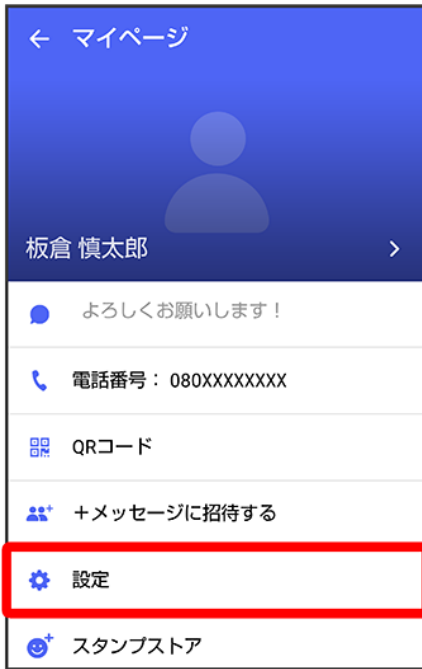 マイページ
板倉 慎太郎
よろしくお願いします！
電話番号： 080XXXXXXXX
QRコード
＋メッセージに招待する
設定
スタンプストア